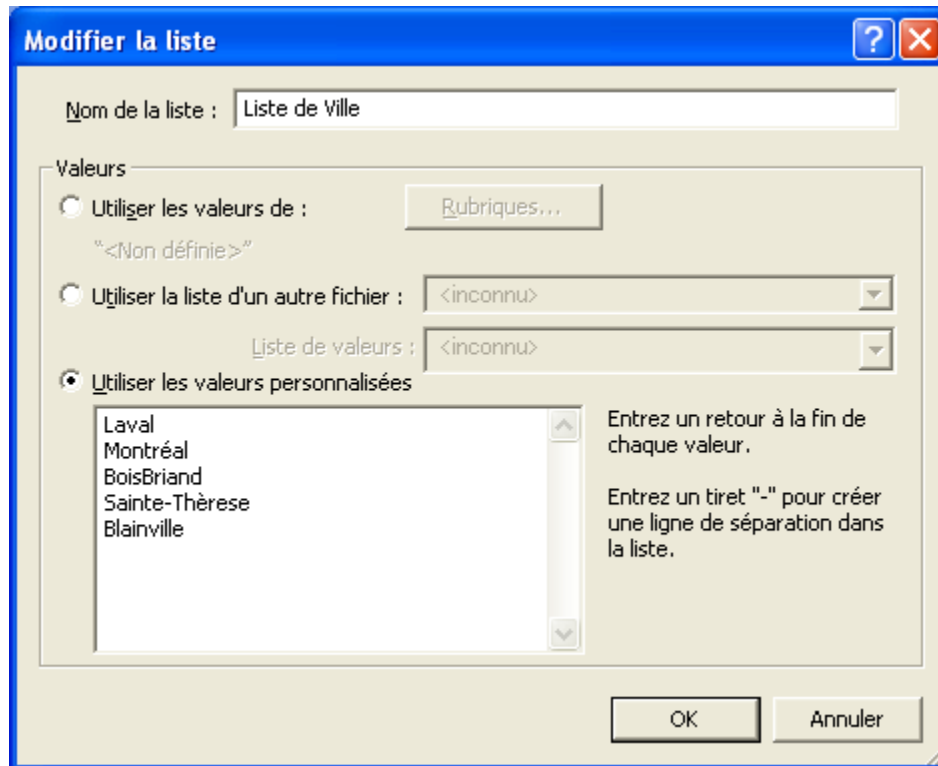 Modifier la liste
Nom de la liste : Liste de Ville
Valeurs
Utiliser les valeurs de : Rubriques...
"<Non définie>"
Utiliser la liste d'un autre fichier : <inconnu>
Liste de valeurs : <inconnu>
Utiliser les valeurs personnalisées
Laval
Montréal
BoisBriand
Sainte-Thèrese
Blainville
Entrez un retour à la fin de
chaque valeur.
Entrez un tiret "-" pour créer
une ligne de séparation dans
la liste.
OK Annuler